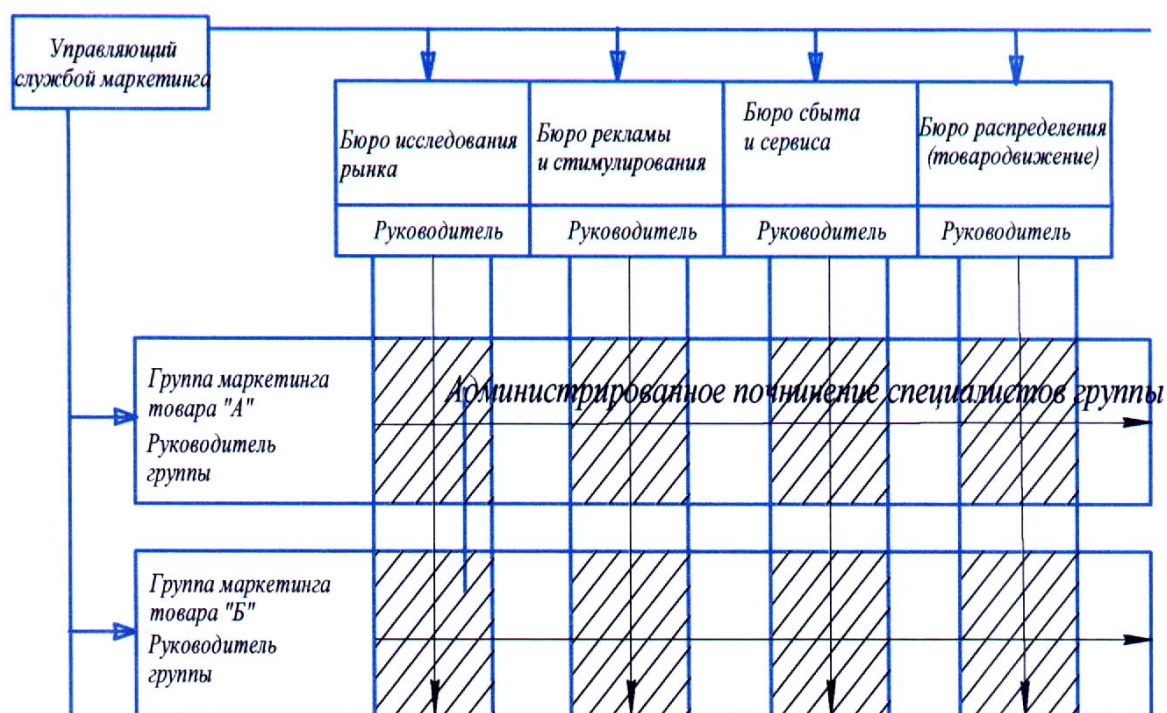 Управляющий
службой маркетинга
Бюро исследования
рынка
Бюро рекламы
и стимулирования
Бюро сбыта
и сервиса
Бюро распределения
(товародвижение)
Руководитель
Руководитель
Руководитель
Руководитель
Группа маркетинга
товара "А"
Руководитель
группы
Администрированное почнинение специалистов группы
Группа маркетинга
товара "Б"
Руководитель
группы